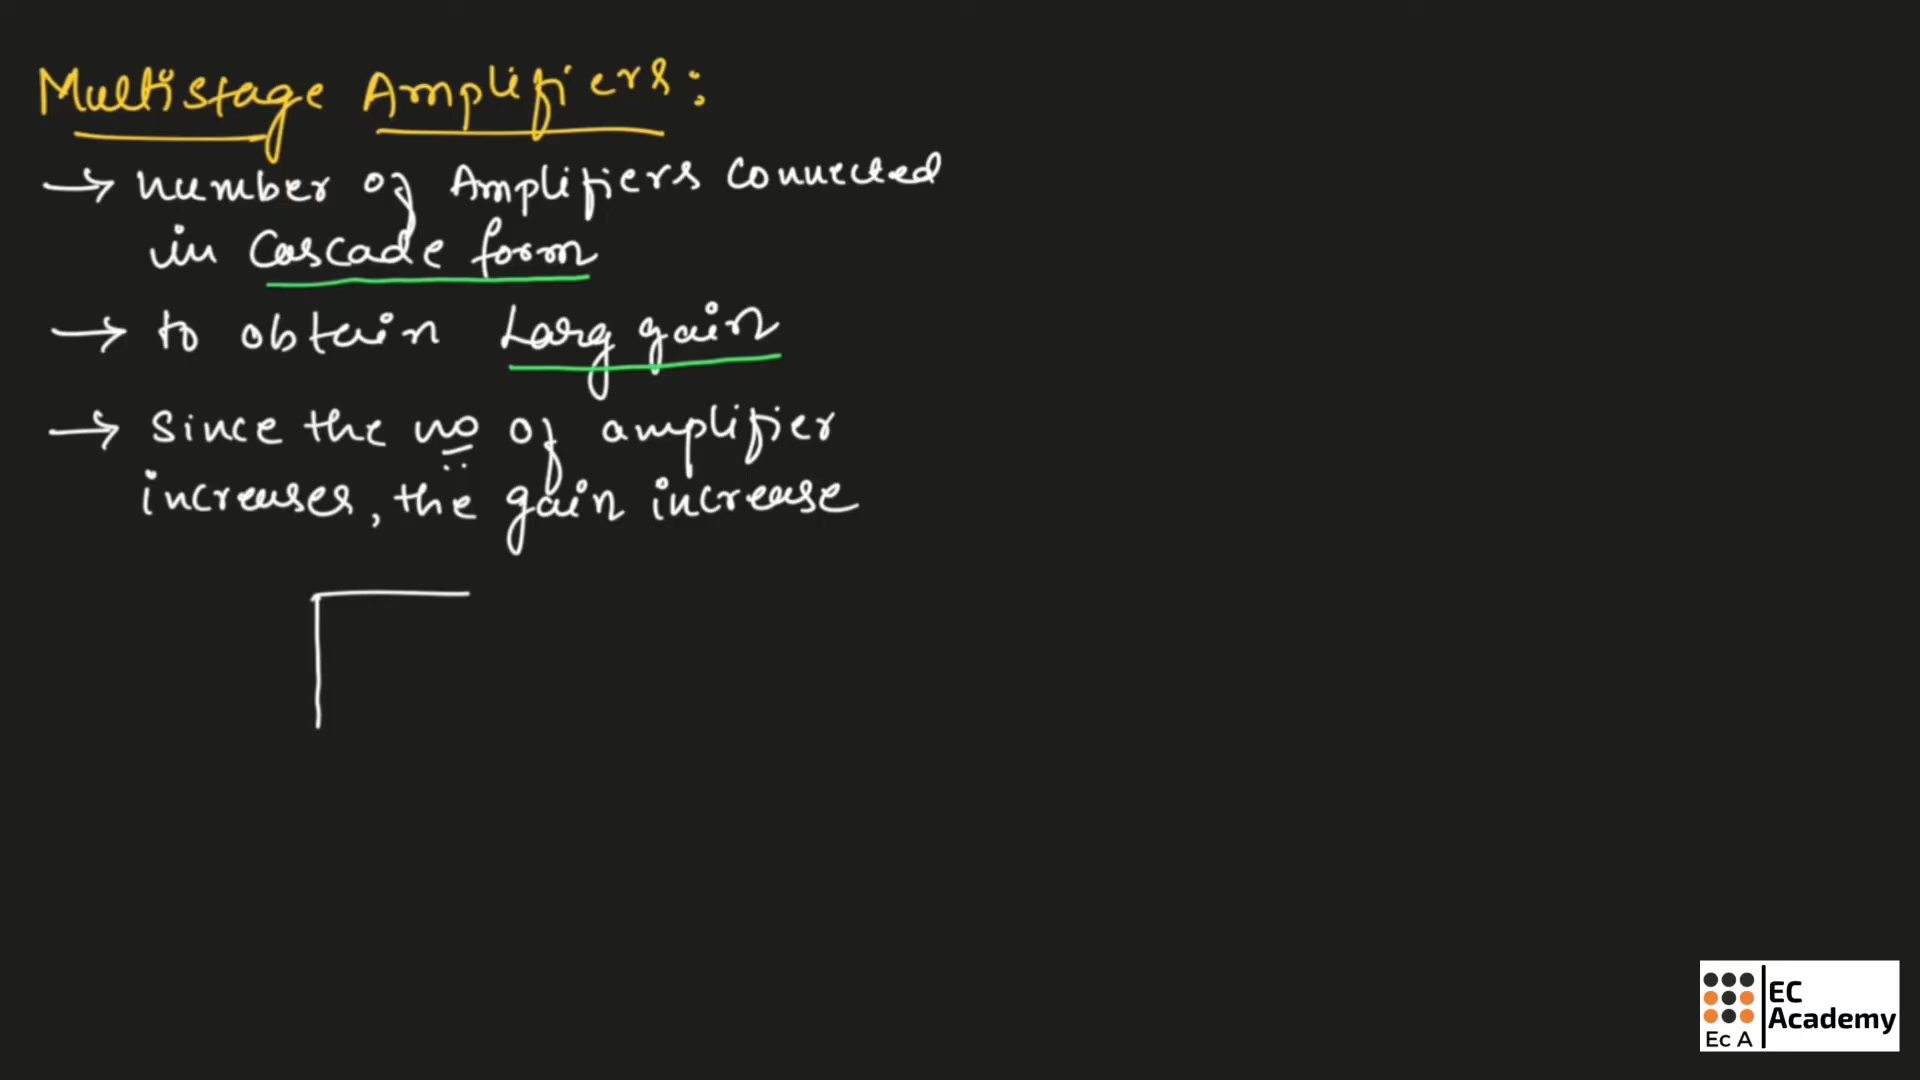 Multistage Amplifiers:
→ number of Amplifiers connected
in Cascade form
→ to obtain Larg gain
→ since the no of amplifier
increases, the gain increase
EC
Academy
Ec A